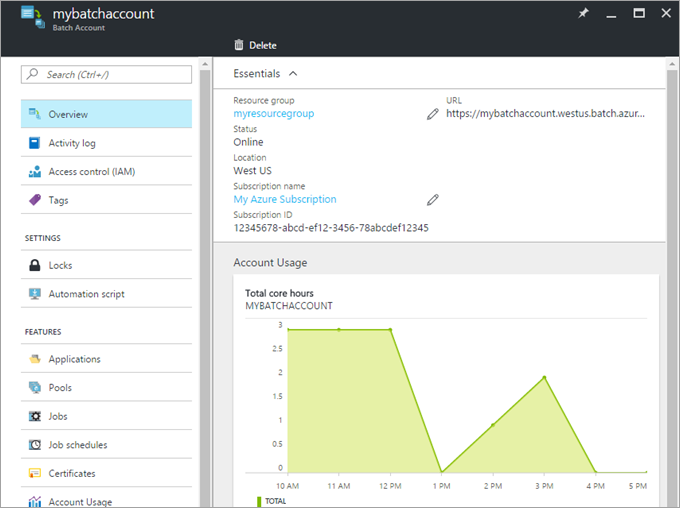 mybatchaccount
Batch Account
Delete
Search (Ctrl+/)
Overview
Activity log
Access control (IAM)
Tags
SETTINGS
Locks
Automation script
FEATURES
Applications
Pools
Jobs
Job schedules
Certificates
Account Usage
Essentials
Resource group
myresourcegroup
Status
Online
Location
West US
Subscription name
My Azure Subscription
Subscription ID
12345678-abcd-ef12-3456-78abcdef12345
URL
https://mybatchaccount.westus.batch.azur...
Account Usage
Total core hours
MYBATCHACCOUNT
3
2.5
2
1.5
1
0.5
0
10 AM 11 AM 12 PM 1 PM 2 PM 3 PM 4 PM 5 PM
TOTAL